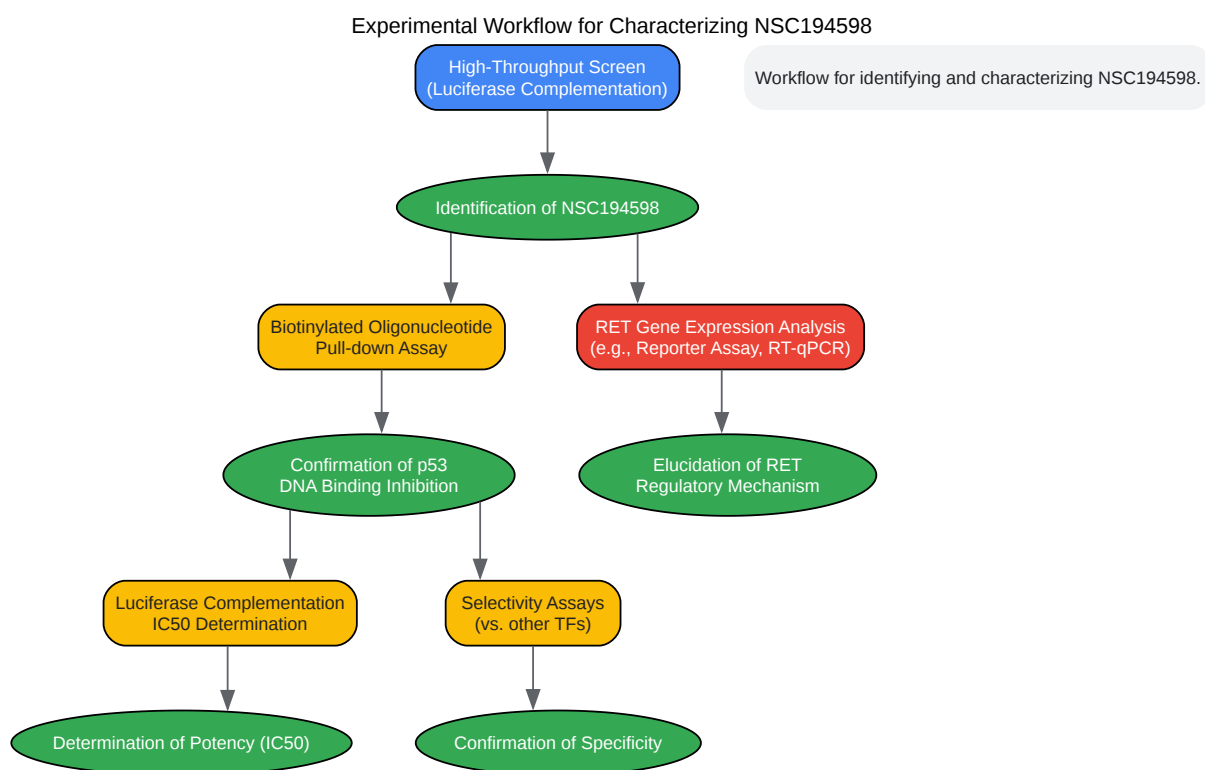 Experimental Workflow for Characterizing NSC194598
High-Throughput Screen
(Luciferase Complementation)
Workflow for identifying and characterizing NSC194598.
Identification of NSC194598
Biotinylated Oligonucleotide
Pull-down Assay
RET Gene Expression Analysis
(e.g., Reporter Assay, RT-qPCR)
Confirmation of p53
DNA Binding Inhibition
Elucidation of RET
Regulatory Mechanism
Luciferase Complementation
IC50 Determination
Selectivity Assays
(vs. other TFs)
Determination of Potency (IC50)
Confirmation of Specificity